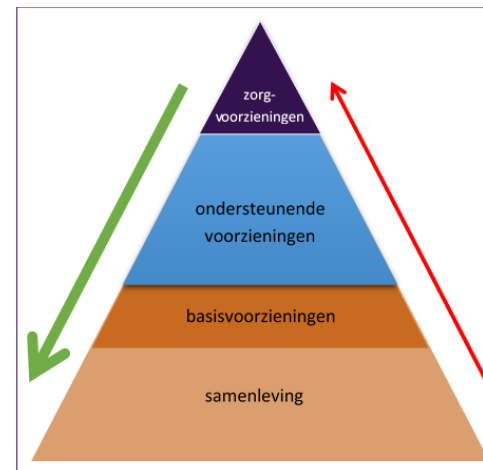 zorg-
voorzieningen
ondersteunende
voorzieningen
basisvoorzieningen
samenleving